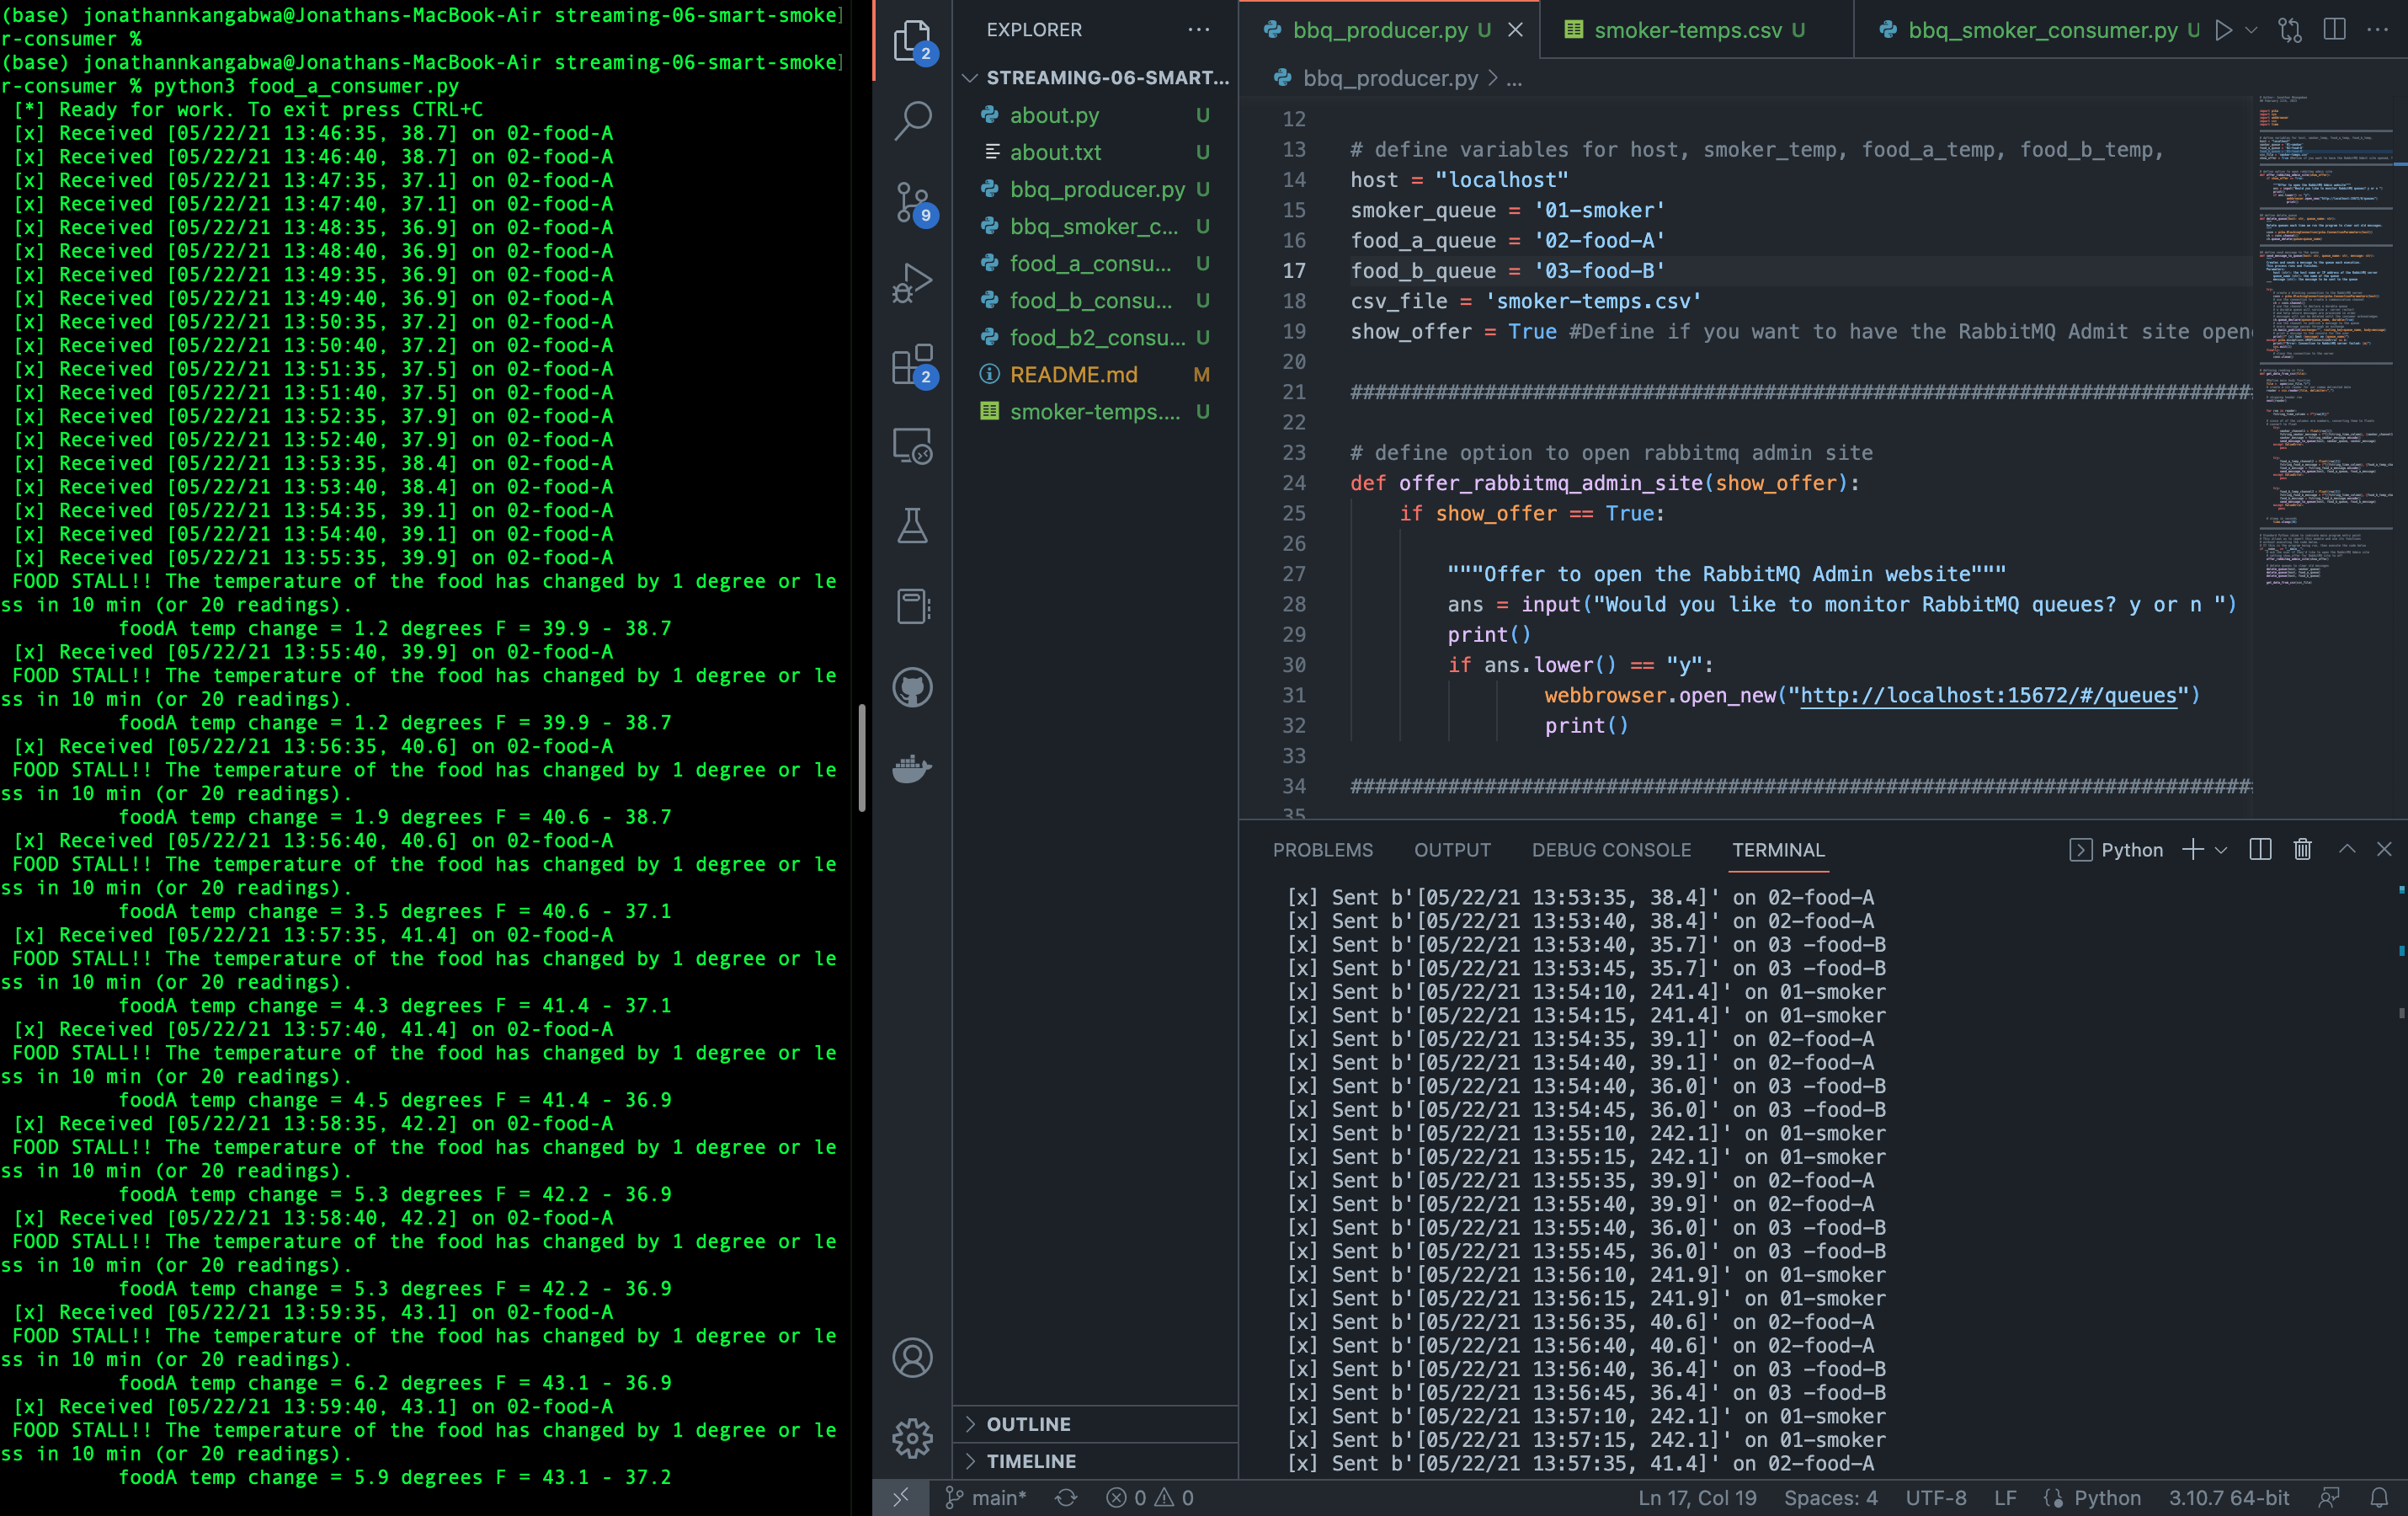 (base) jonathannkangabwa@Jonathans-MacBook-Air streaming-06-smart-smoke]
r-consumer %
(base) jonathannkangabwa@Jonathans-MacBook-Air streaming-06-smart-smoke]
r-consumer % python3 food_a_consumer.py
[*] Ready for work. To exit press CTRL+C
[x] Received [05/22/21 13:46:35, 38.7] on 02-food-A
[x] Received [05/22/21 13:46:40, 38.7] on 02-food-A
[x] Received [05/22/21 13:47:35, 37.1] on 02-food-A
[x] Received [05/22/21 13:47:40, 37.1] on 02-food-A
[x] Received [05/22/21 13:48:35, 36.9] on 02-food-A
[x] Received [05/22/21 13:48:40, 36.9] on 02-food-A
[x] Received [05/22/21 13:49:35, 36.9] on 02-food-A
[x] Received [05/22/21 13:49:40, 36.9] on 02-food-A
[x] Received [05/22/21 13:50:35, 37.2] on 02-food-A
[x] Received [05/22/21 13:50:40, 37.2] on 02-food-A
[x] Received [05/22/21 13:51:35, 37.5] on 02-food-A
[x] Received [05/22/21 13:51:40, 37.5] on 02-food-A
[x] Received [05/22/21 13:52:35, 37.9] on 02-food-A
[x] Received [05/22/21 13:52:40, 37.9] on 02-food-A
[x] Received [05/22/21 13:53:35, 38.4] on 02-food-A
[x] Received [05/22/21 13:53:40, 38.4] on 02-food-A
[x] Received [05/22/21 13:54:35, 39.1] on 02-food-A
[x] Received [05/22/21 13:54:40, 39.1] on 02-food-A
[x] Received [05/22/21 13:55:35, 39.9] on 02-food-A
FOOD STALL!! The temperature of the food has changed by 1 degree or le
ss in 10 min (or 20 readings).
foodA temp change = 1.2 degrees F = 39.9 - 38.7
[x] Received [05/22/21 13:55:40, 39.9] on 02-food-A
FOOD STALL!! The temperature of the food has changed by 1 degree or le
ss in 10 min (or 20 readings).
foodA temp change = 1.2 degrees F = 39.9 - 38.7
[x] Received [05/22/21 13:56:35, 40.6] on 02-food-A
FOOD STALL!! The temperature of the food has changed by 1 degree or le
ss in 10 min (or 20 readings).
foodA temp change = 1.9 degrees F = 40.6 - 38.7
[x] Received [05/22/21 13:56:40, 40.6] on 02-food-A
FOOD STALL!! The temperature of the food has changed by 1 degree or le
ss in 10 min (or 20 readings).
foodA temp change = 3.5 degrees F = 40.6 - 37.1
[x] Received [05/22/21 13:57:35, 41.4] on 02-food-A
FOOD STALL!! The temperature of the food has changed by 1 degree or le
ss in 10 min (or 20 readings).
foodA temp change = 4.3 degrees F = 41.4 - 37.1
[x] Received [05/22/21 13:57:40, 41.4] on 02-food-A
FOOD STALL!! The temperature of the food has changed by 1 degree or le
ss in 10 min (or 20 readings).
foodA temp change = 4.5 degrees F = 41.4 - 36.9
[x] Received [05/22/21 13:58:35, 42.2] on 02-food-A
FOOD STALL!! The temperature of the food has changed by 1 degree or le
ss in 10 min (or 20 readings).
foodA temp change = 5.3 degrees F = 42.2 - 36.9
[x] Received [05/22/21 13:58:40, 42.2] on 02-food-A
FOOD STALL!! The temperature of the food has changed by 1 degree or le
ss in 10 min (or 20 readings).
foodA temp change = 5.3 degrees F = 42.2 - 36.9
[x] Received [05/22/21 13:59:35, 43.1] on 02-food-A
FOOD STALL!! The temperature of the food has changed by 1 degree or le
ss in 10 min (or 20 readings).
foodA temp change = 6.2 degrees F = 43.1 - 36.9
[x] Received [05/22/21 13:59:40, 43.1] on 02-food-A
FOOD STALL!! The temperature of the food has changed by 1 degree or le
ss in 10 min (or 20 readings).
foodA temp change = 5.9 degrees F = 43.1 - 37.2
2
9
2
EXPLORER
STREAMING-06-SMART...
about.py U
about.txt U
bbq_producer.py U
bbq_smoker_c... U
food_a_consu... U
food_b_consu... U
food_b2_consu... U
README.md M
smoker-temps.... U
OUTLINE
TIMELINE
bbq_producer.py U
smoker-temps.csv U
bbq_smoker_consumer.py U
bbq_producer.py > ...
12
13 # define variables for host, smoker_temp, food_a_temp, food_b_temp,
14 host = "localhost"
15 smoker_queue = '01-smoker'
16 food_a_queue = '02-food-A'
17 food_b_queue = '03-food-B'
18 csv_file = 'smoker-temps.csv'
19 show_offer = True #Define if you want to have the RabbitMQ Admit site open
20
21 ##########################################################################
22
23 # define option to open rabbitmq admin site
24 def offer_rabbitmq_admin_site(show_offer):
25 if show_offer == True:
26
27 """Offer to open the RabbitMQ Admin website"""
28 ans = input("Would you like to monitor RabbitMQ queues? y or n ")
29 print()
30 if ans.lower() == "y":
31 webbrowser.open_new("http://localhost:15672/#/queues")
32 print()
33
34 ##########################################################################
35
PROBLEMS OUTPUT DEBUG CONSOLE TERMINAL Python
[x] Sent b'[05/22/21 13:53:35, 38.4]' on 02-food-A
[x] Sent b'[05/22/21 13:53:40, 38.4]' on 02-food-A
[x] Sent b'[05/22/21 13:53:40, 35.7]' on 03 -food-B
[x] Sent b'[05/22/21 13:53:45, 35.7]' on 03 -food-B
[x] Sent b'[05/22/21 13:54:10, 241.4]' on 01-smoker
[x] Sent b'[05/22/21 13:54:15, 241.4]' on 01-smoker
[x] Sent b'[05/22/21 13:54:35, 39.1]' on 02-food-A
[x] Sent b'[05/22/21 13:54:40, 39.1]' on 02-food-A
[x] Sent b'[05/22/21 13:54:40, 36.0]' on 03 -food-B
[x] Sent b'[05/22/21 13:54:45, 36.0]' on 03 -food-B
[x] Sent b'[05/22/21 13:55:10, 242.1]' on 01-smoker
[x] Sent b'[05/22/21 13:55:15, 242.1]' on 01-smoker
[x] Sent b'[05/22/21 13:55:35, 39.9]' on 02-food-A
[x] Sent b'[05/22/21 13:55:40, 39.9]' on 02-food-A
[x] Sent b'[05/22/21 13:55:40, 36.0]' on 03 -food-B
[x] Sent b'[05/22/21 13:55:45, 36.0]' on 03 -food-B
[x] Sent b'[05/22/21 13:56:10, 241.9]' on 01-smoker
[x] Sent b'[05/22/21 13:56:15, 241.9]' on 01-smoker
[x] Sent b'[05/22/21 13:56:35, 40.6]' on 02-food-A
[x] Sent b'[05/22/21 13:56:40, 40.6]' on 02-food-A
[x] Sent b'[05/22/21 13:56:40, 36.4]' on 03 -food-B
[x] Sent b'[05/22/21 13:56:45, 36.4]' on 03 -food-B
[x] Sent b'[05/22/21 13:57:10, 242.1]' on 01-smoker
[x] Sent b'[05/22/21 13:57:15, 242.1]' on 01-smoker
[x] Sent b'[05/22/21 13:57:35, 41.4]' on 02-food-A
main* 0 0 Ln 17, Col 19 Spaces: 4 UTF-8 LF Python 3.10.7 64-bit